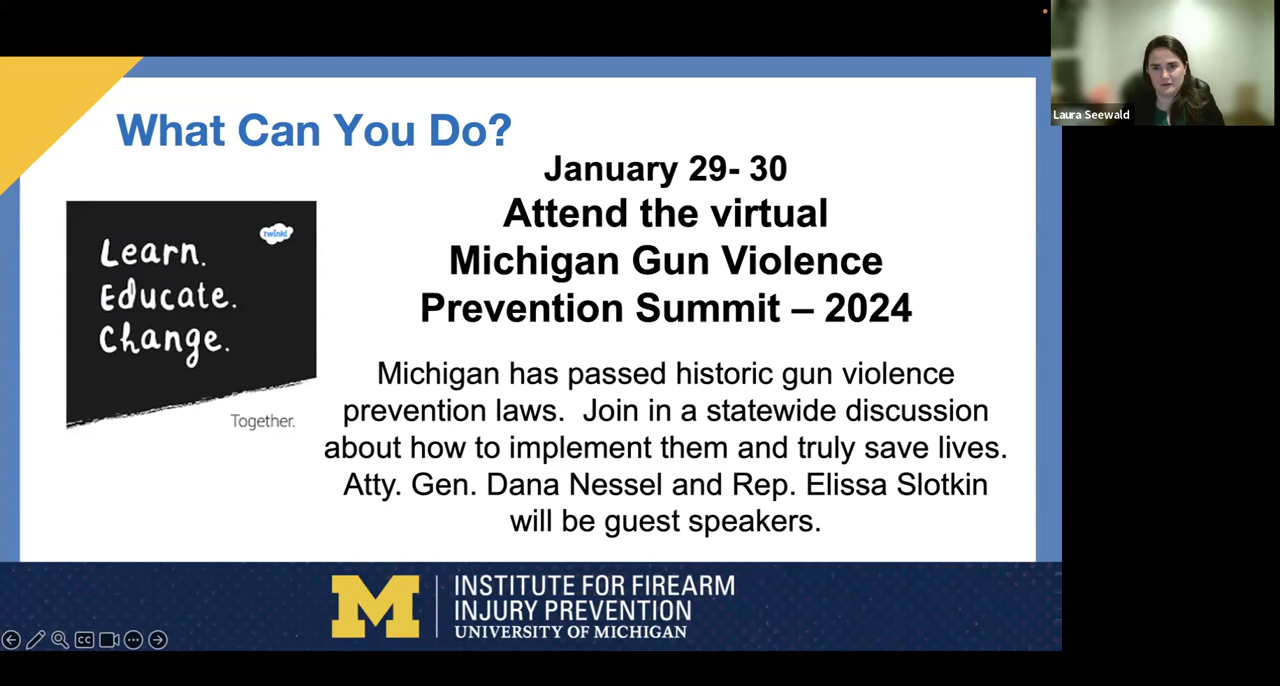 What Can You Do?
January 29- 30
Attend the virtual
Michigan Gun Violence
Prevention Summit – 2024
twinkl
Learn.
Educate.
Change.
Together.
Michigan has passed historic gun violence
prevention laws.  Join in a statewide discussion
about how to implement them and truly save lives.
Atty. Gen. Dana Nessel and Rep. Elissa Slotkin
will be guest speakers.
M
INSTITUTE FOR FIREARM
INJURY PREVENTION
UNIVERSITY OF MICHIGAN
CC
Laura Seewald